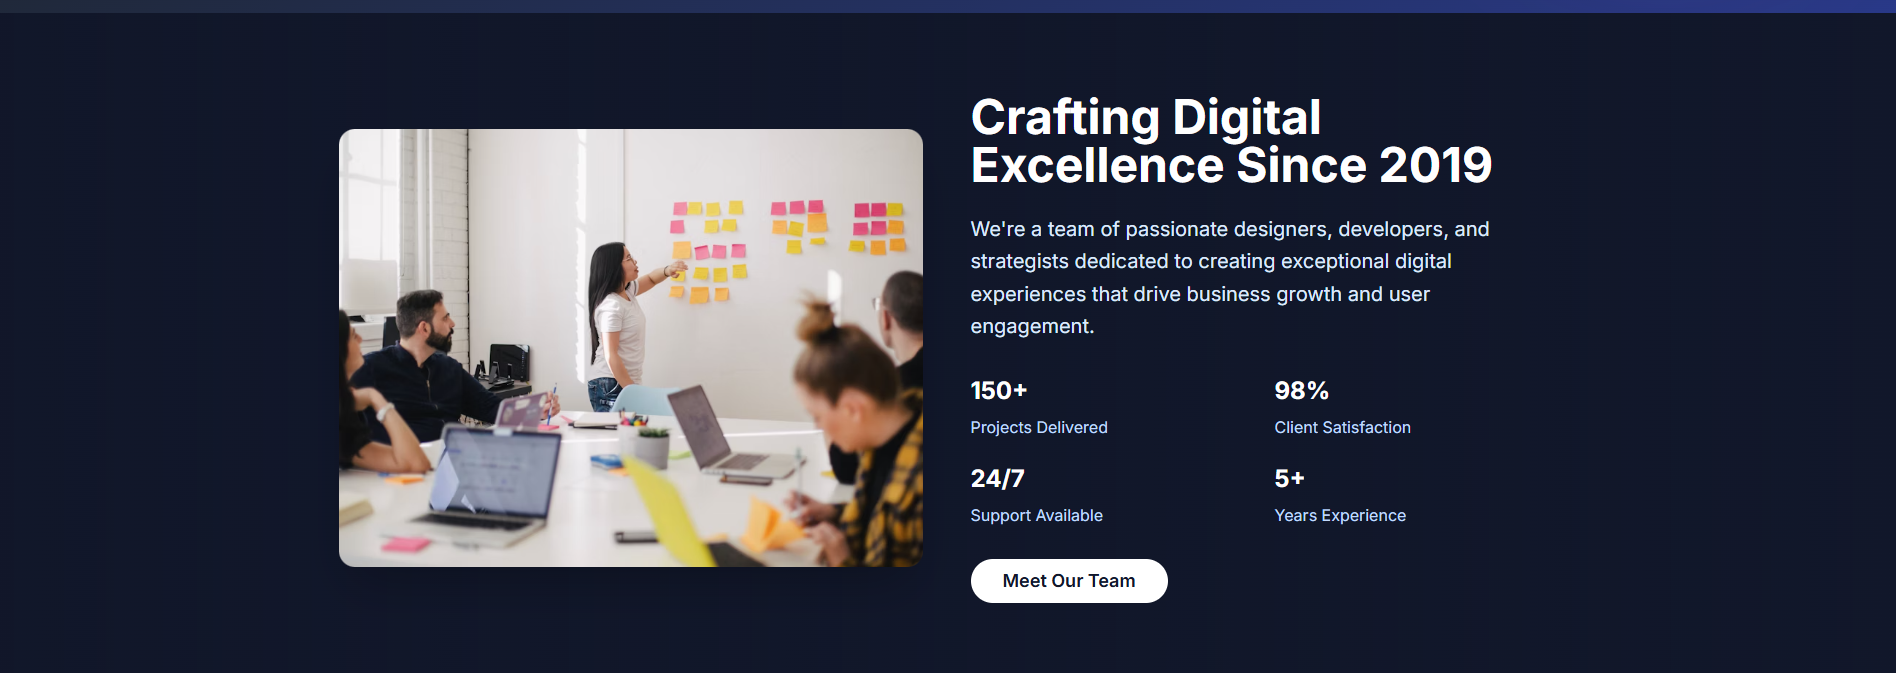 Crafting Digital
Excellence Since 2019
We're a team of passionate designers, developers, and
strategists dedicated to creating exceptional digital
experiences that drive business growth and user
engagement.
150+
Projects Delivered
98%
Client Satisfaction
24/7
Support Available
5+
Years Experience
Meet Our Team